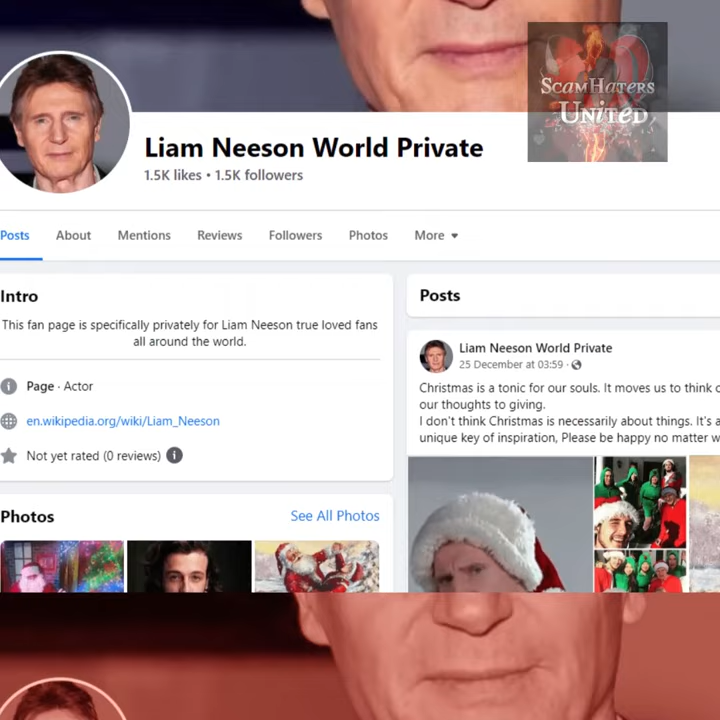 ScamHaters
United
Liam Neeson World Private
1.5K likes • 1.5K followers
Posts
About
Mentions
Reviews
Followers
Photos
More
Intro
This fan page is specifically privately for Liam Neeson true loved fans
all around the world.
Page · Actor
en.wikipedia.org/wiki/Liam_Neeson
Not yet rated (0 reviews)
Photos
See All Photos
Posts
Liam Neeson World Private
25 December at 03:59 ·
Christmas is a tonic for our souls. It moves us to think
our thoughts to giving.
I don't think Christmas is necessarily about things. It's
unique key of inspiration, Please be happy no matter